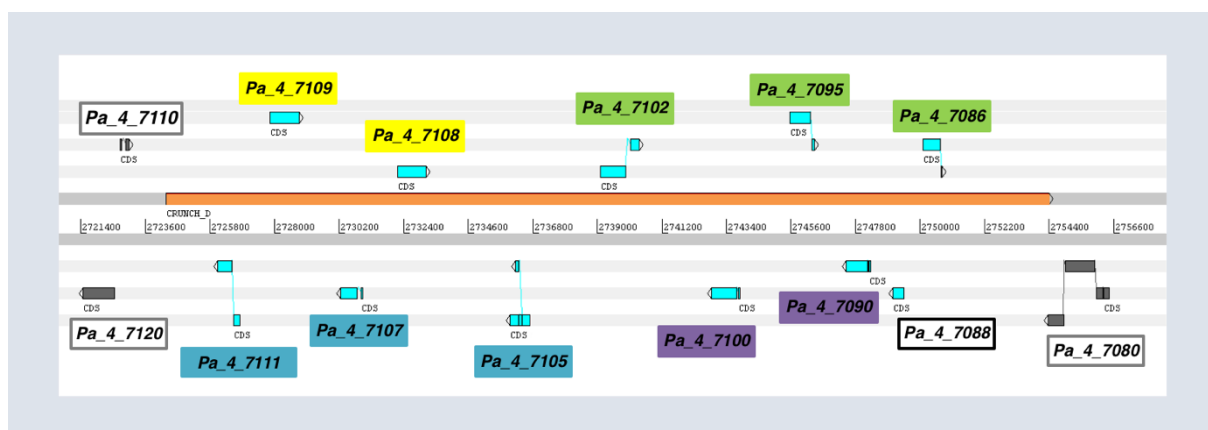 Pa_4_7109
Pa_4_7095
Pa_4_7110
Pa_4_7102
Pa_4_7086
CDS
CDS
Pa_4_7108
CDS
CDS
CDS
CDS
CRUNCH_D
2721400 2723600 2725800 2728000 2730200 2732400 2734600 2736800 2739000 2741200 2743400 2745600 2747800 2750000 2752200 2754400 2756600
CDS
CDS CDS CDS CDS CDS
Pa_4_7090
CDS CDS
Pa_4_7120
Pa_4_7107
Pa_4_7088
Pa_4_7100
Pa_4_7080
Pa_4_7111
Pa_4_7105